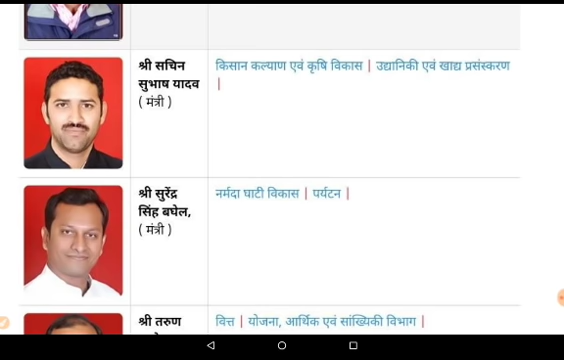 श्री सचिन
सुभाष यादव
( मंत्री )
किसान कल्याण एवं कृषि विकास | उद्यानिकी एवं खाद्य प्रसंस्करण
|
श्री सुरेंद्र
सिंह बघेल,
( मंत्री )
नर्मदा घाटी विकास | पर्यटन |
श्री तरुण
वित्त | योजना, आर्थिक एवं सांख्यिकी विभाग |